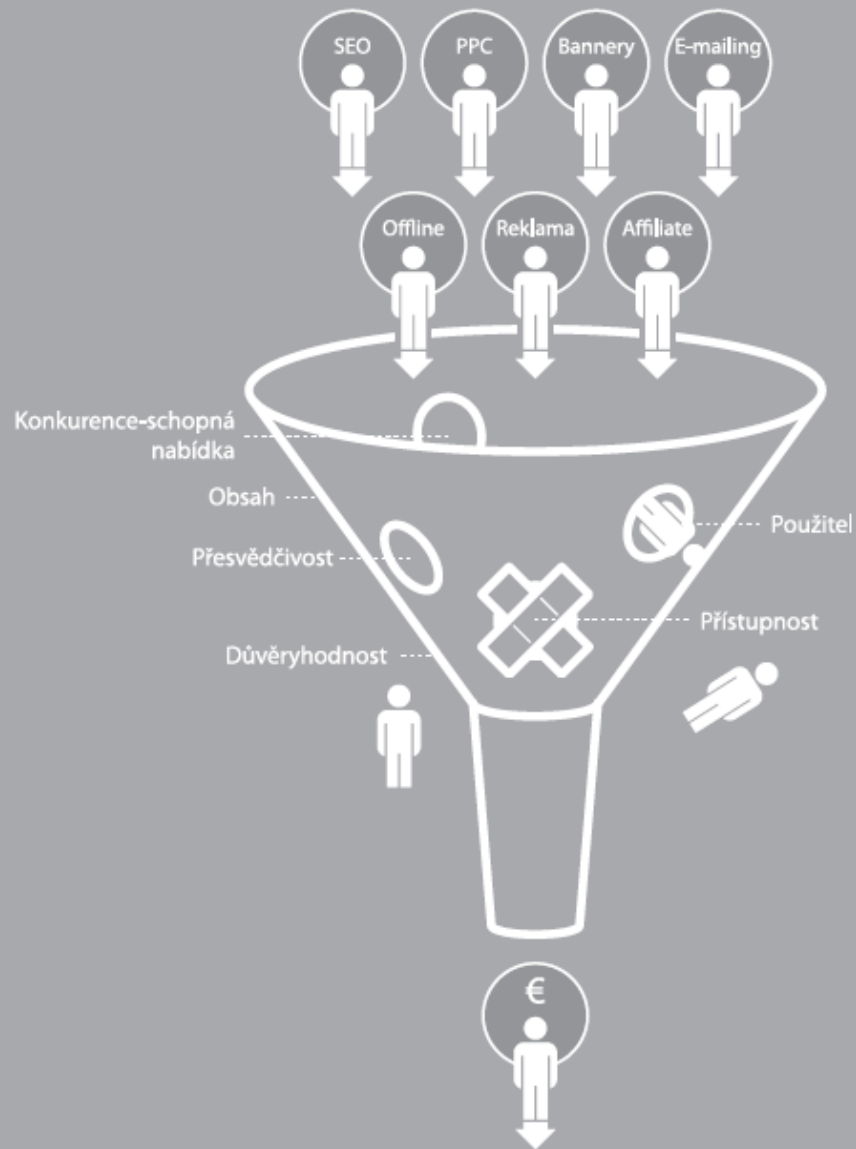 SEO
PPC
Bannery
E-mailing
Offline
Reklama
Affiliate
Konkurence-schopná
nabídka
Obsah
Použitel
Přesvědčivost
Přístupnost
Důvěryhodnost
€